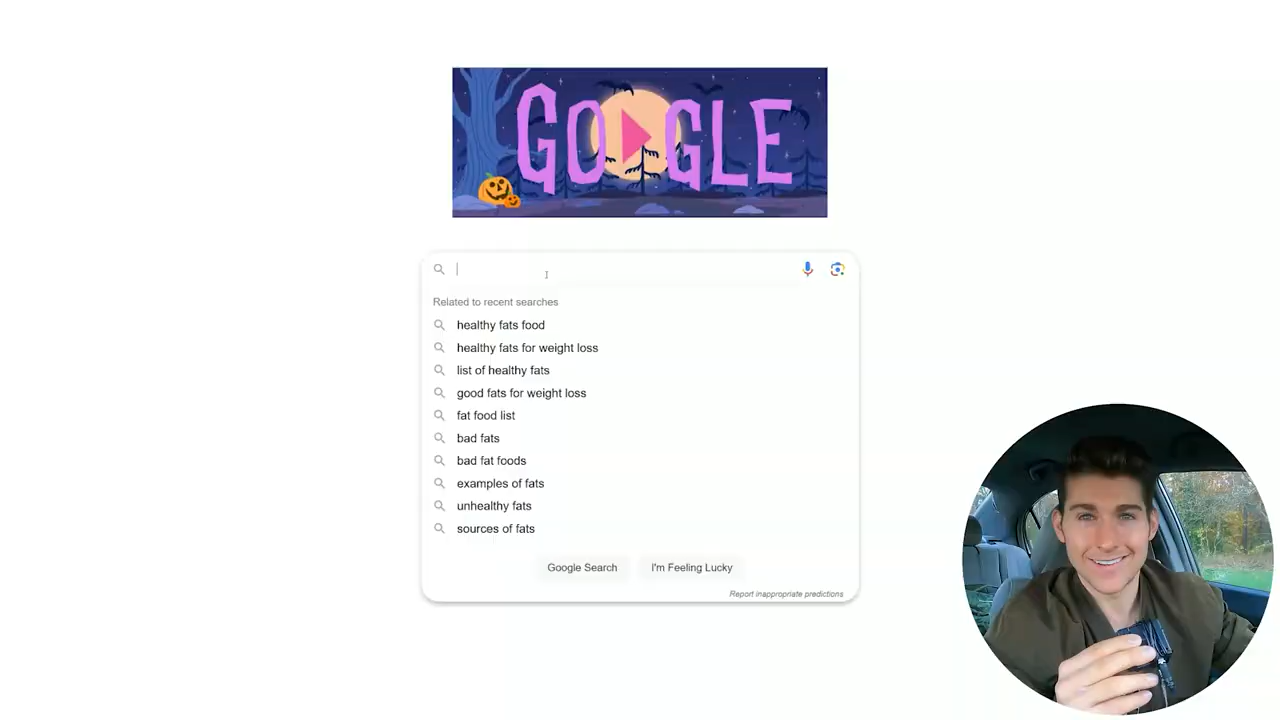 GOOGLE
Related to recent searches
healthy fats food
healthy fats for weight loss
list of healthy fats
good fats for weight loss
fat food list
bad fats
bad fat foods
examples of fats
unhealthy fats
sources of fats
Google Search I'm Feeling Lucky
Report inappropriate predictions